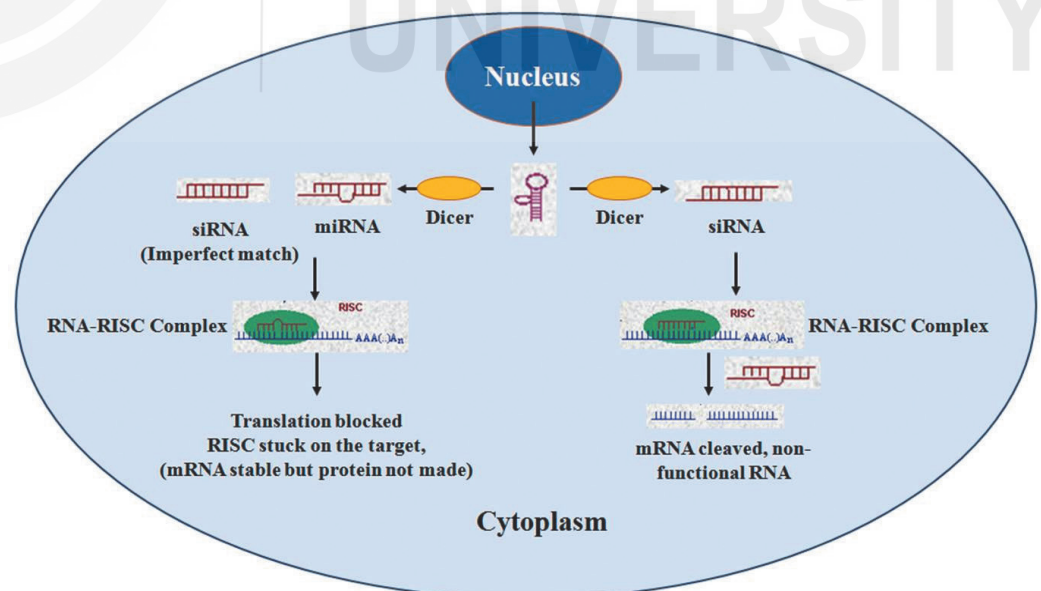 UNIVERSITY
Nucleus
Dicer
Dicer
siRNA
(Imperfect match)
miRNA
siRNA
RNA-RISC Complex
RISC
AAA(..)An
RISC
AAA(..)An
RNA-RISC Complex
Translation blocked
RISC stuck on the target,
(mRNA stable but protein not made)
mRNA cleaved, non-
functional RNA
Cytoplasm